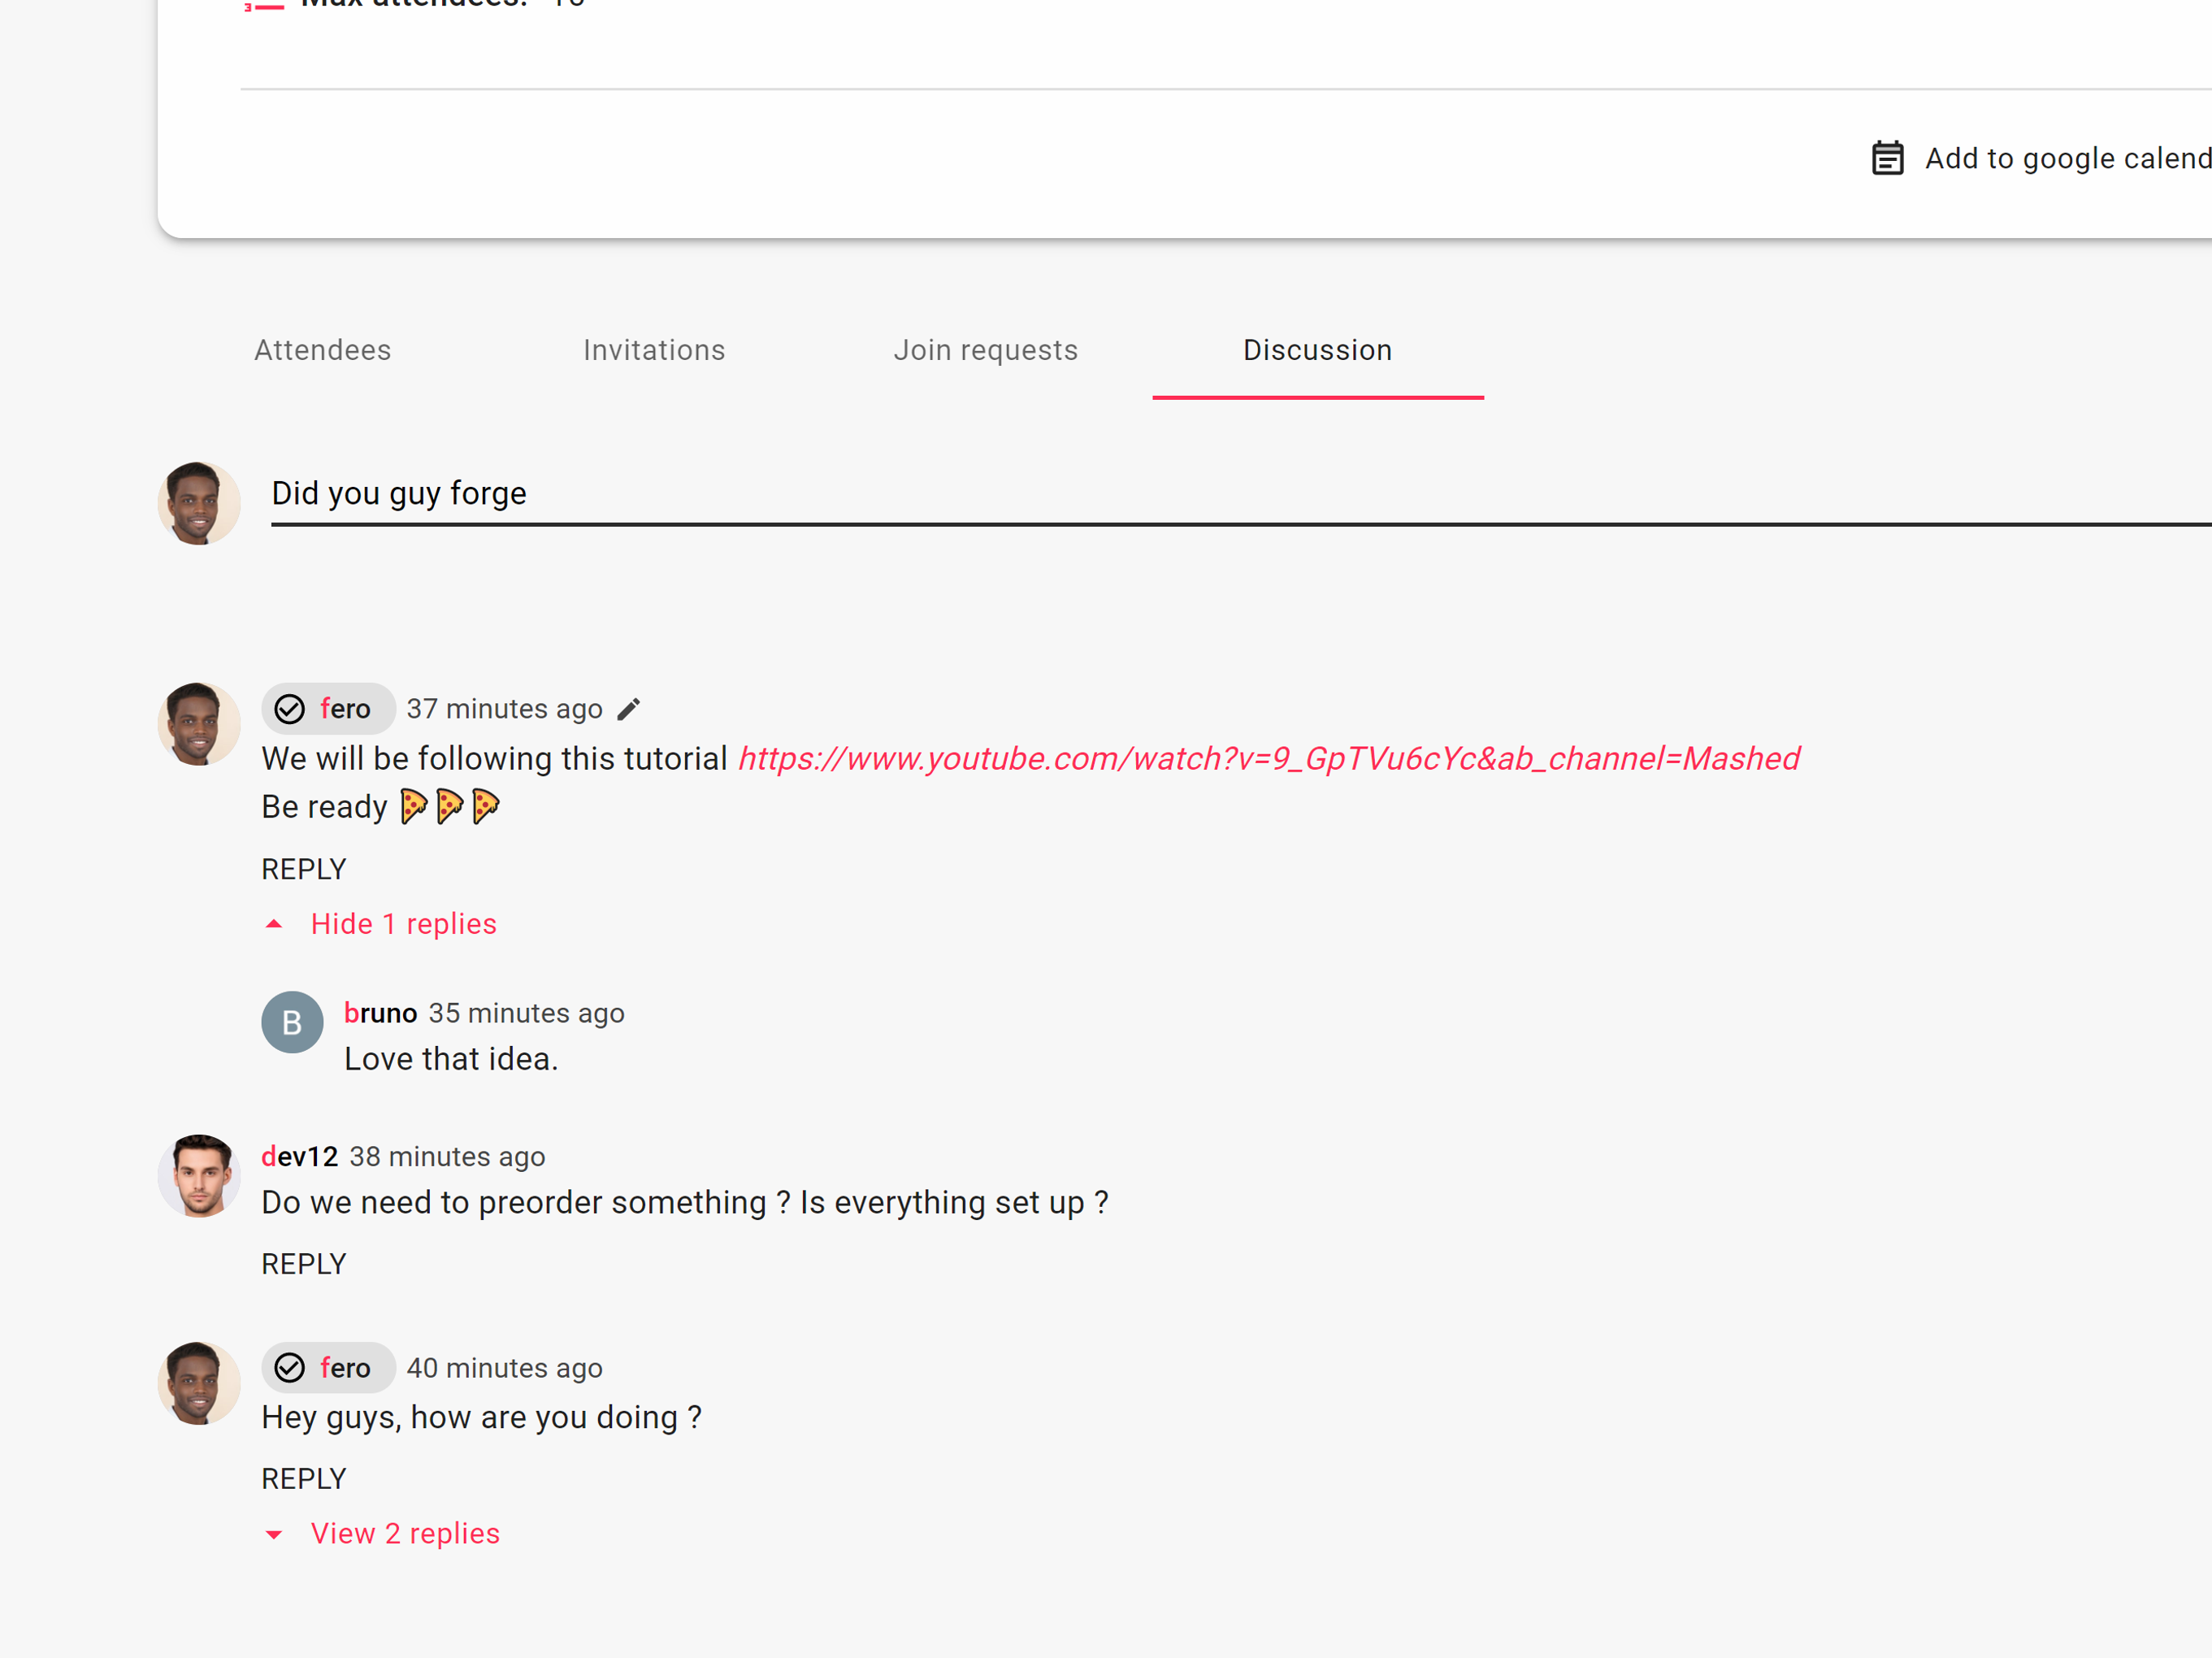 Max attendees:
Add to google calend
Attendees Invitations Join requests Discussion
Did you guy forge
fero 37 minutes ago
We will be following this tutorial https://www.youtube.com/watch?v=9_GpTVu6cYc&ab_channel=Mashed
Be ready 🍕🍕🍕
REPLY
Hide 1 replies
B
bruno 35 minutes ago
Love that idea.
dev12 38 minutes ago
Do we need to preorder something ? Is everything set up ?
REPLY
fero 40 minutes ago
Hey guys, how are you doing ?
REPLY
View 2 replies